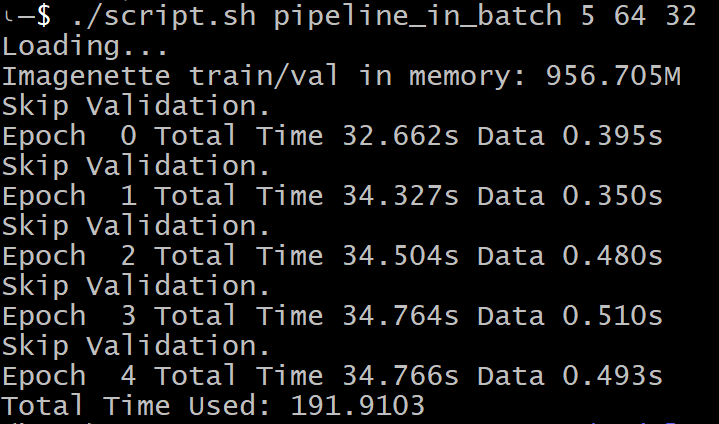 ╰─$ ./script.sh pipeline_in_batch 5 64 32
Loading...
Imagenette train/val in memory: 956.705M
Skip Validation.
Epoch  0 Total Time 32.662s Data 0.395s
Skip Validation.
Epoch  1 Total Time 34.327s Data 0.350s
Skip Validation.
Epoch  2 Total Time 34.504s Data 0.480s
Skip Validation.
Epoch  3 Total Time 34.764s Data 0.510s
Skip Validation.
Epoch  4 Total Time 34.766s Data 0.493s
Total Time Used: 191.9103